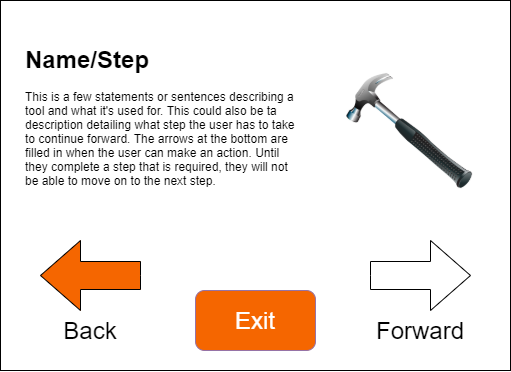 Name/Step
This is a few statements or sentences describing a
tool and what it's used for. This could also be ta
description detailing what step the user has to take
to continue forward. The arrows at the bottom are
filled in when the user can make an action. Until
they complete a step that is required, they will not
be able to move on to the next step.
Back
Exit
Forward